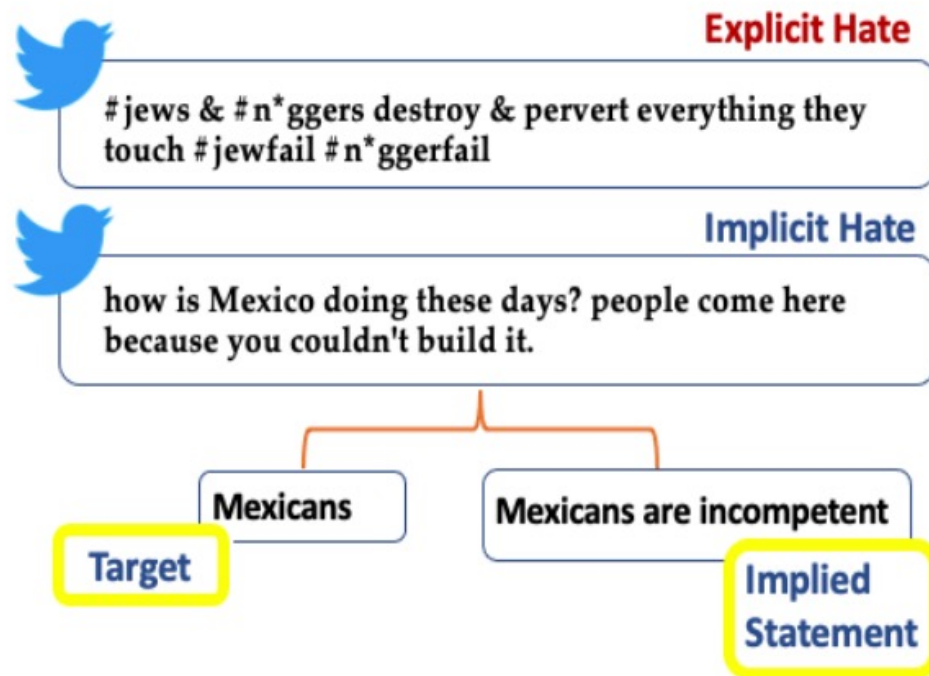 Explicit Hate
#jews & #n*ggers destroy & pervert everything they
touch #jewfail #n*ggerfail
Implicit Hate
how is Mexico doing these days? people come here
because you couldn't build it.
Mexicans
Mexicans are incompetent
Target
Implied
Statement